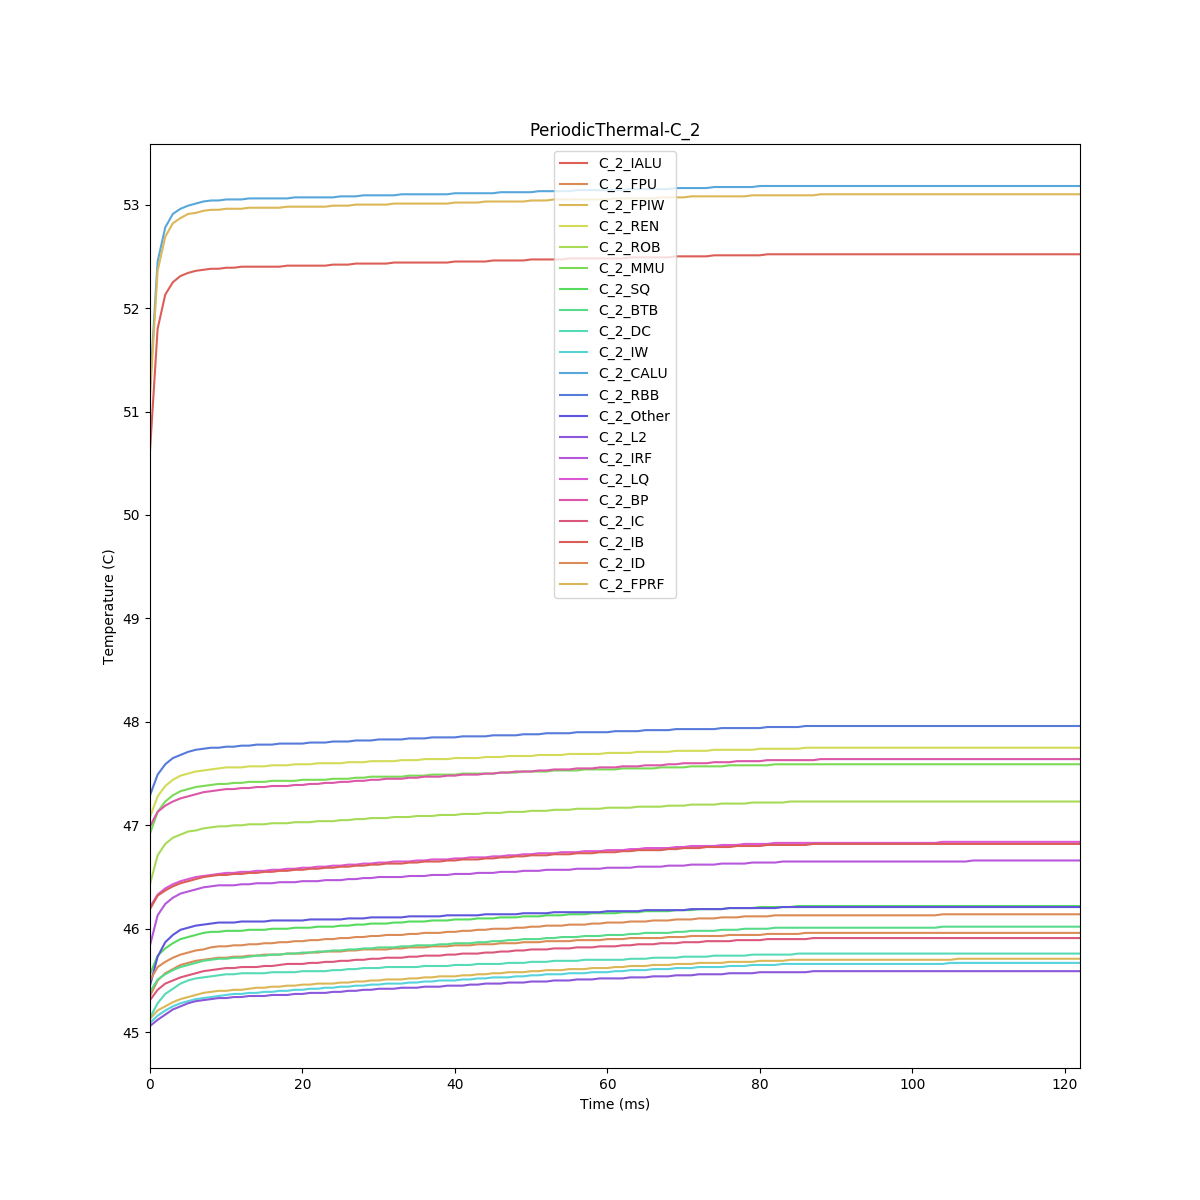 PeriodicThermal-C_2
C_2_IALU
C_2_FPU
C_2_FPIW
C_2_REN
C_2_ROB
C_2_MMU
C_2_SQ
C_2_BTB
C_2_DC
C_2_IW
C_2_CALU
C_2_RBB
C_2_Other
C_2_L2
C_2_IRF
C_2_LQ
C_2_BP
C_2_IC
C_2_IB
C_2_ID
C_2_FPRF
53
52
51
50
49
48
47
46
45
Temperature (C)
0 20 40 60 80 100 120
Time (ms)